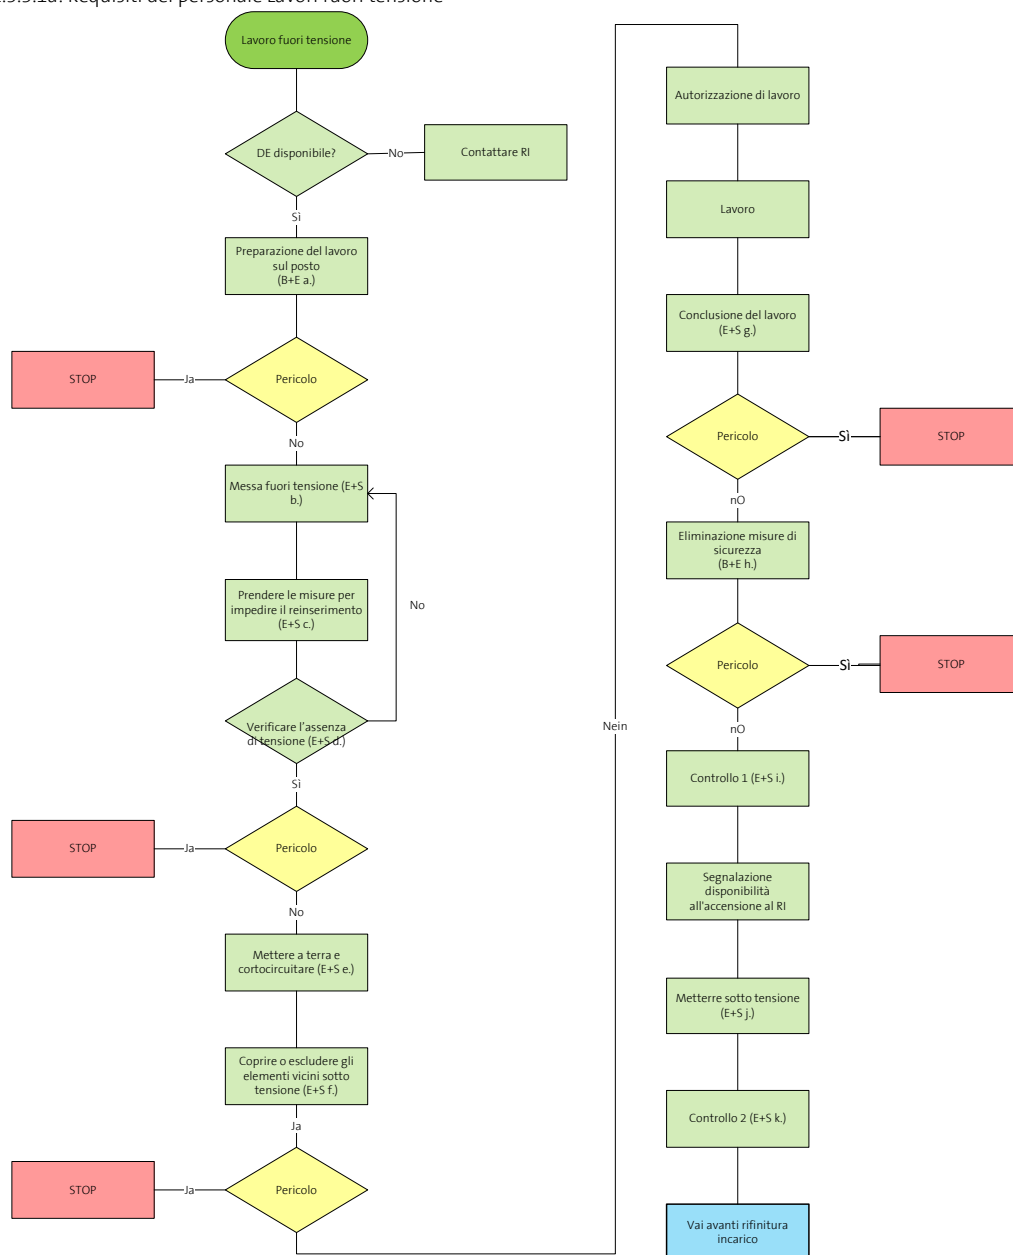 Lavoro fuori tensione
DE disponibile?
No
Contattare RI
Sì
Preparazione del lavoro
sul posto
(B+E a.)
STOP
Ja
Pericolo
No
Messa fuori tensione (E+S
b.)
Prendere le misure per
impedire il reinserimento
(E+S c.)
No
Verificare l'assenza
di tensione (E+S d.)
Sì
STOP
Ja
Pericolo
No
Mettere a terra e
cortocircuitare (E+S e.)
Coprire o escludere gli
elementi vicini sotto
tensione (E+S f.)
Ja
STOP
Ja
Pericolo
Nein
Autorizzazione di lavoro
Lavoro
Conclusione del lavoro
(E+S g.)
Pericolo
Sì
STOP
nO
Eliminazione misure di
sicurezza
(B+E h.)
Pericolo
Sì
STOP
nO
Controllo 1 (E+S i.)
Segnalazione
disponibilità
all'accensione al RI
Metterre sotto tensione
(E+S j.)
Controllo 2 (E+S k.)
Vai avanti rifinitura
incarico